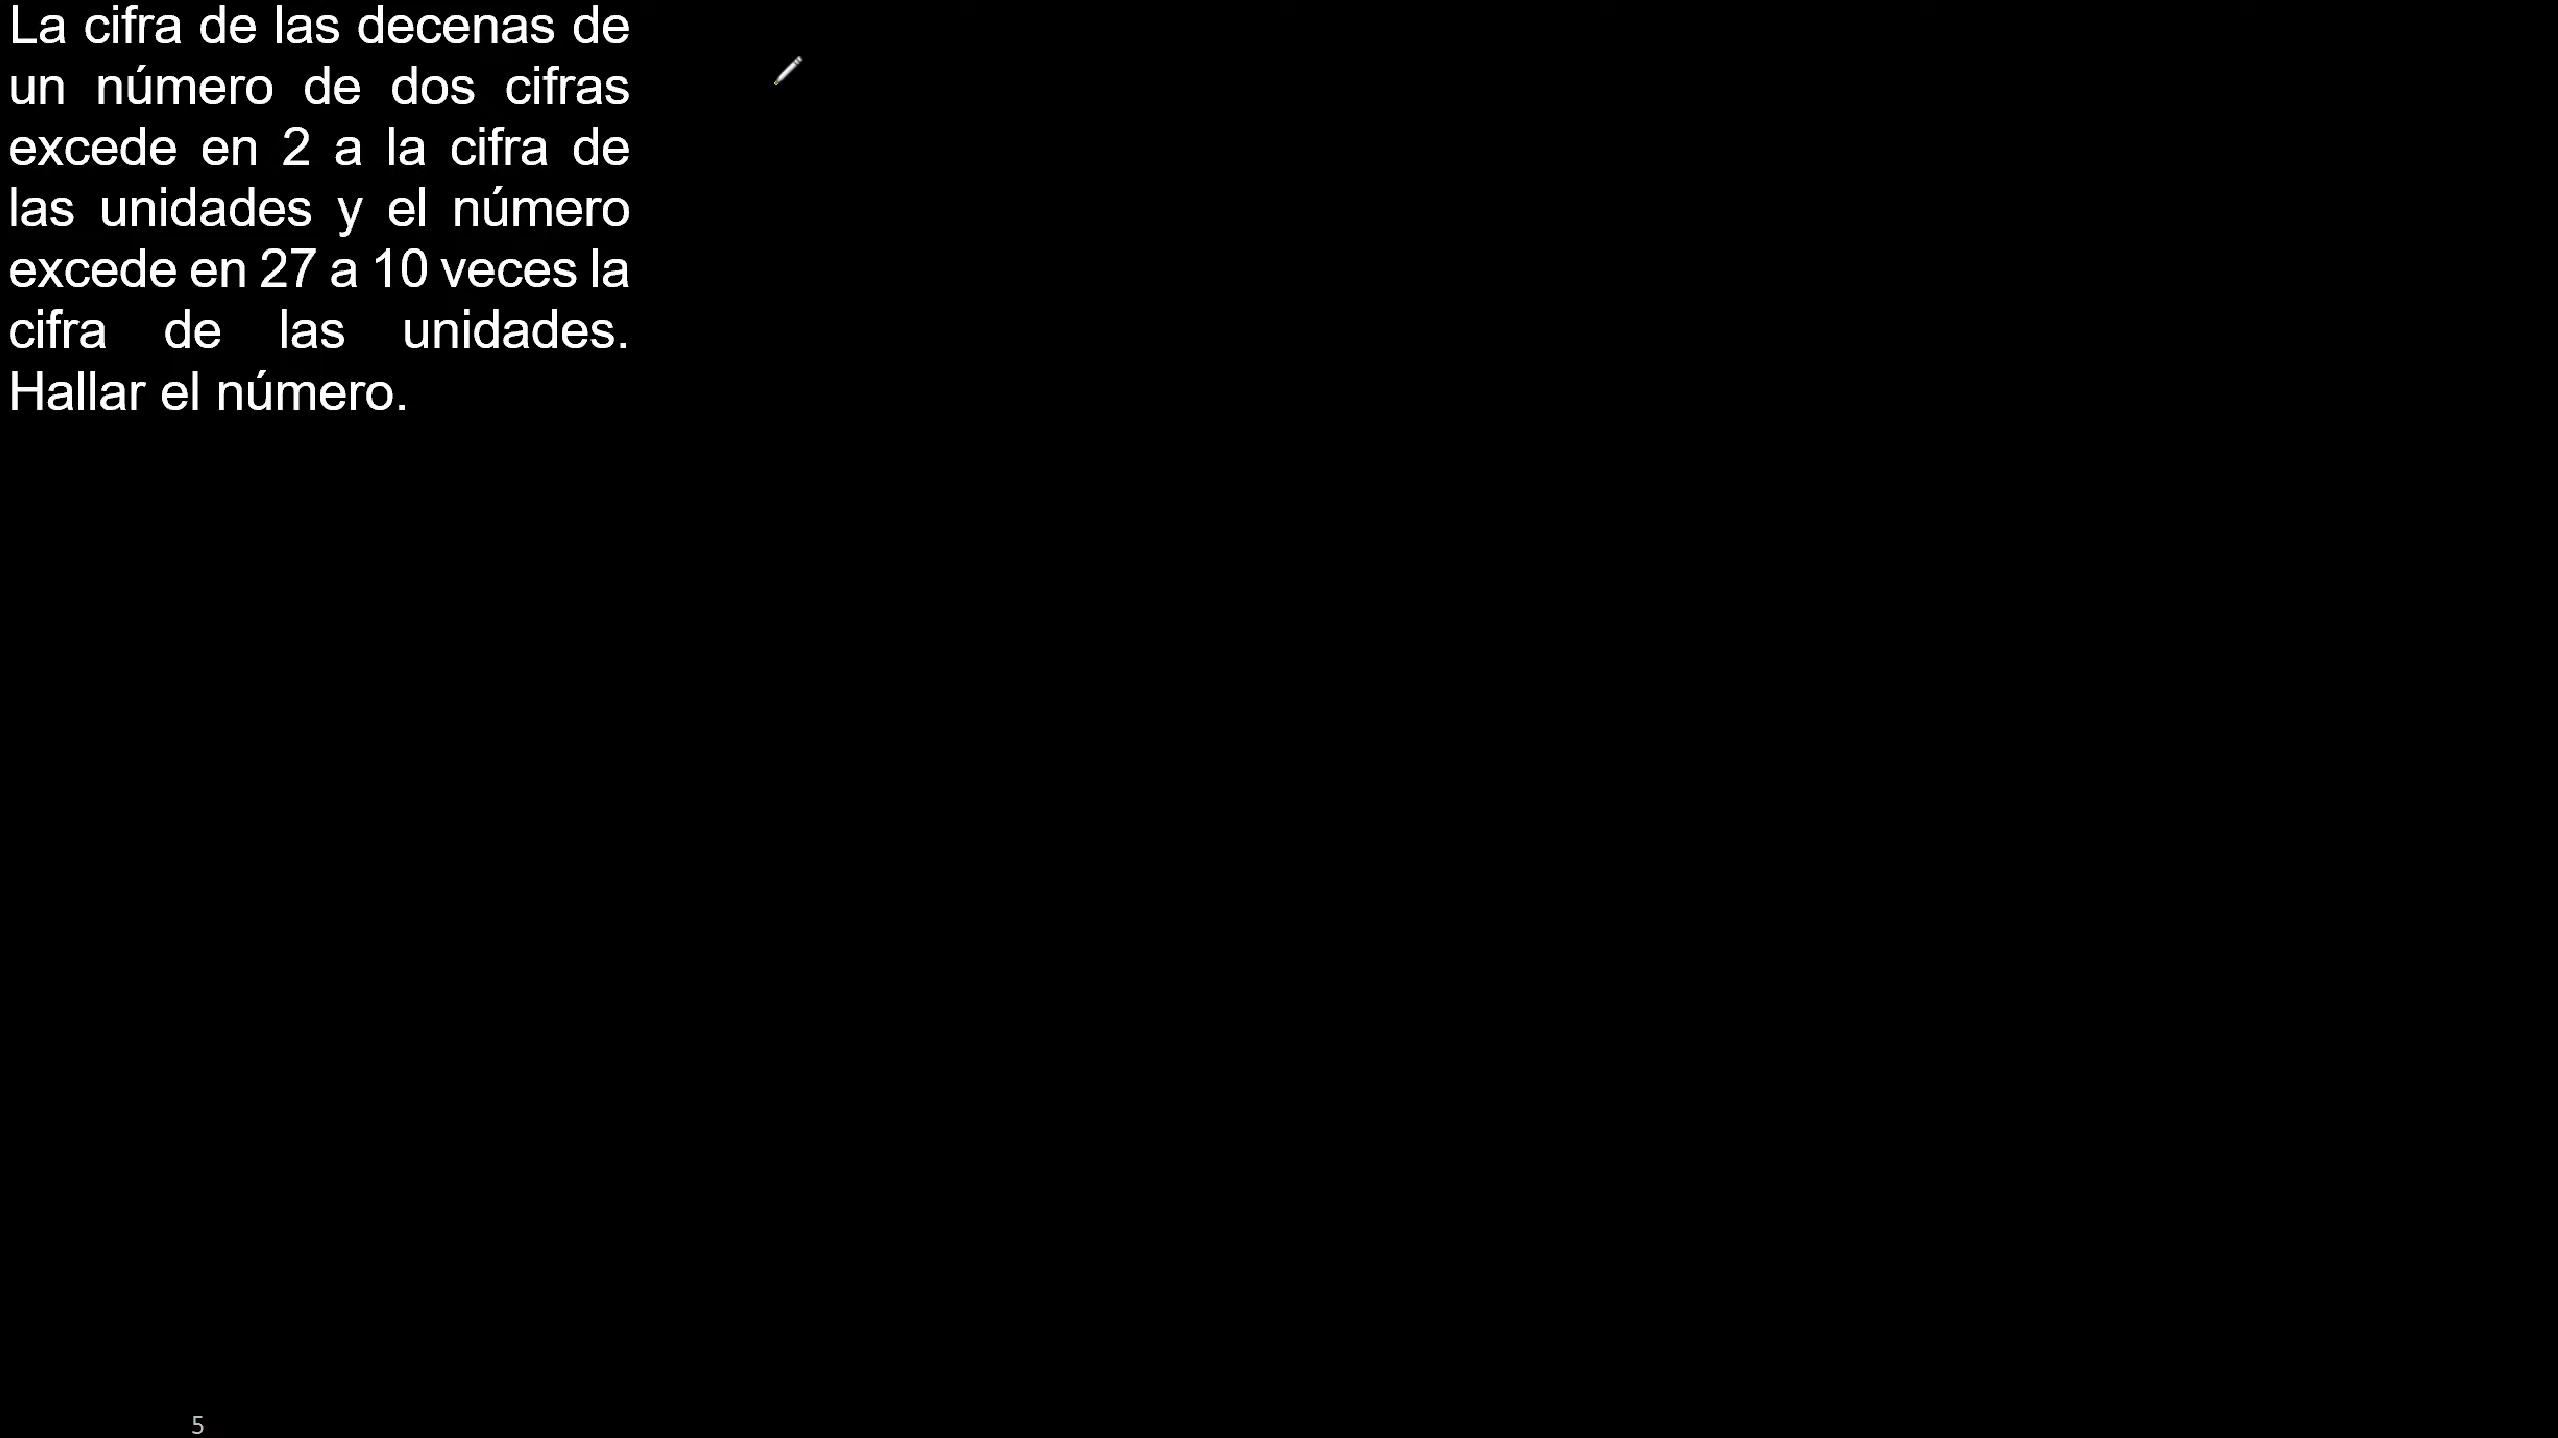 La cifra de las decenas de
un número de dos cifras
excede en 2 a la cifra de
las unidades y el número
excede en 27 a 10 veces la
cifra de las unidades.
Hallar el número.
5